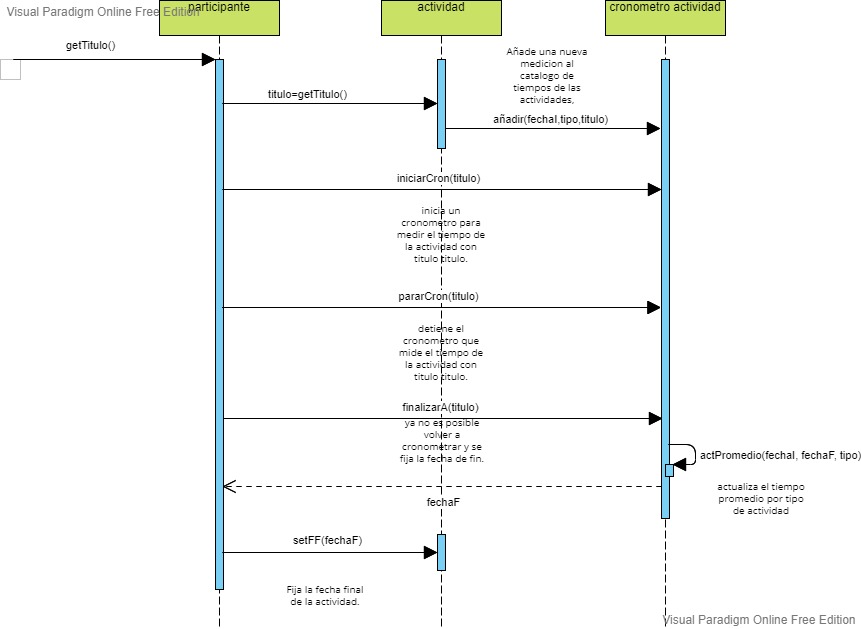 Visual Paradigm Online Free Edition
participante
actividad
cronometro actividad
getTitulo()
Añade una nueva
medicion al
catalogo de
tiempos de las
actividades,
titulo=getTitulo()
añadir(fechaI,tipo,titulo)
iniciarCron(titulo)
inicia un
cronometro para
medir el tiempo de
la actividad con
titulo titulo.
pararCron(titulo)
detiene el
cronometro que
mide el tiempo de
la actividad con
titulo titulo.
finalizarA(titulo)
ya no es posible
volver a
cronometrar y se
fija la fecha de fin.
actPromedio(fechaI, fechaF, tipo)
actualiza el tiempo
promedio por tipo
de actividad
fechaF
setFF(fechaF)
Fija la fecha final
de la actividad.
Visual Paradigm Online Free Edition